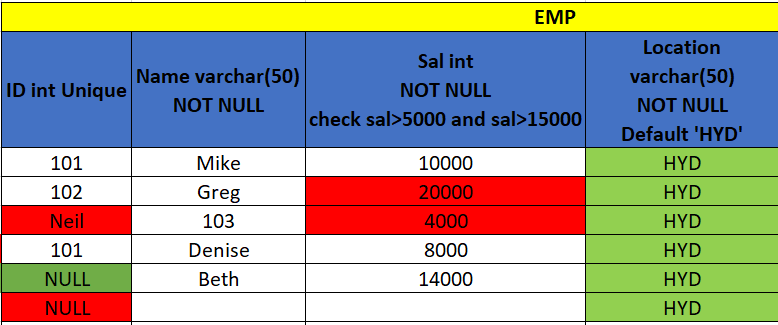 EMP
ID int Unique
Name varchar(50)
NOT NULL
Sal int
NOT NULL
check sal>5000 and sal>15000
Location
varchar(50)
NOT NULL
Default 'HYD'
101 Mike 10000 HYD
102 Greg 20000 HYD
Neil 103 4000 HYD
101 Denise 8000 HYD
NULL Beth 14000 HYD
NULL HYD